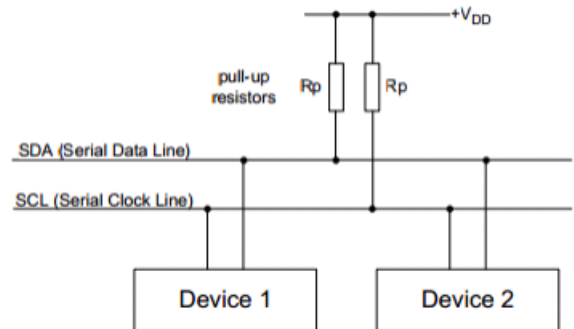 +VDD
pull-up Rp Rp
resistors
SDA (Serial Data Line)
SCL (Serial Clock Line)
Device 1 Device 2